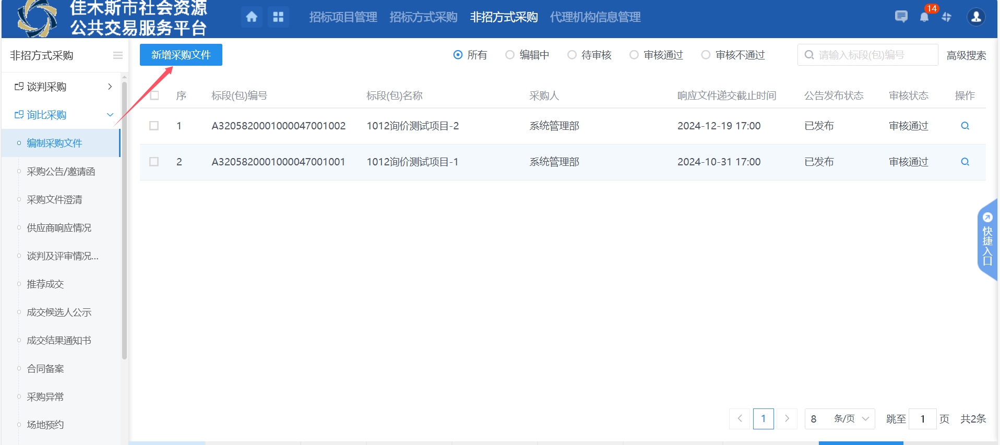 佳木斯市社会资源
公共交易服务平台
招标项目管理 招标方式采购 非招方式采购 代理机构信息管理
14
非招方式采购
新增采购文件
所有 编辑中 待审核 审核通过 审核不通过
请输入标段(包)编号
高级搜索
谈判采购
询比采购
编制采购文件
采购公告/邀请函
采购文件澄清
供应商响应情况
谈判及评审情况...
推荐成交
成交候选人公示
成交结果通知书
合同备案
采购异常
场地预约
序 标段(包)编号 标段(包)名称 采购人 响应文件递交截止时间 公告发布状态 审核状态 操作
1 A3205820001000047001002 1012询价测试项目-2 系统管理部 2024-12-19 17:00 已发布 审核通过
2 A3205820001000047001001 1012询价测试项目-1 系统管理部 2024-10-31 17:00 已发布 审核通过
快捷入口
1 8 条/页 跳至 1 页 共2条